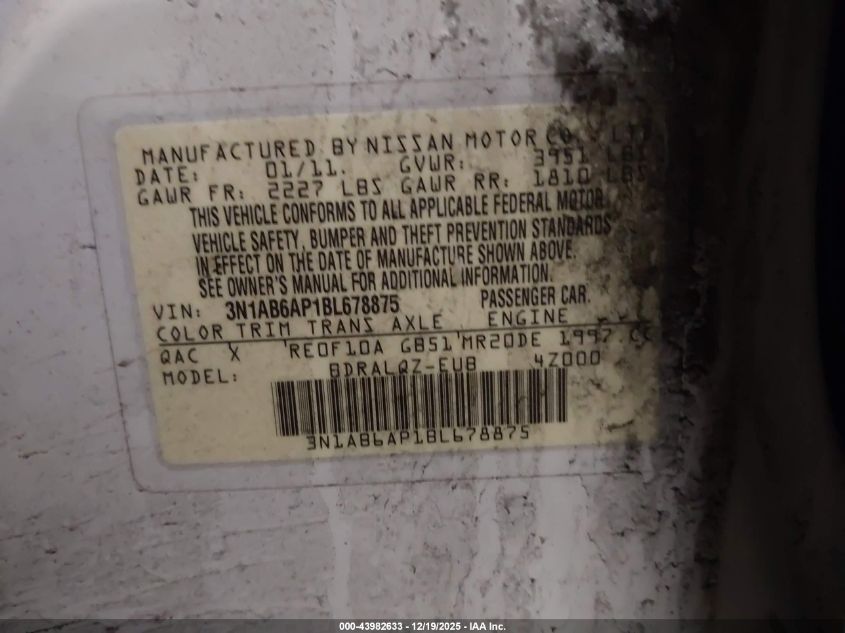 MANUFACTURED BY NISSAN MOTOR CO., LTD
DATE: 01/11. GVWR: 3951 LBS
GAWR FR: 2227 LBS GAWR RR: 1810 LBS
THIS VEHICLE CONFORMS TO ALL APPLICABLE FEDERAL MOTOR
VEHICLE SAFETY, BUMPER AND THEFT PREVENTION STANDARDS
IN EFFECT ON THE DATE OF MANUFACTURE SHOWN ABOVE.
SEE OWNER'S MANUAL FOR ADDITIONAL INFORMATION.
VIN: 3N1AB6AP1BL678875 PASSENGER CAR.
COLOR TRIM TRANS AXLE ENGINE
QAC X RE0F10A GB51 MR20DE 1997.CC
MODEL: BDRALQZ-EUB 4Z000
3N1AB6AP1BL678875
000-43982633 - 12/19/2025 - IAA Inc.